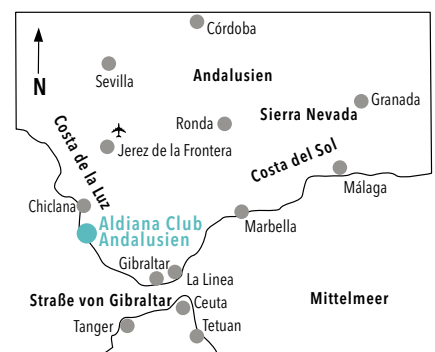 Córdoba
Sevilla
Andalusien
N
Granada
Sierra Nevada
Ronda
Costa de la Luz
Jerez de la Frontera
Costa del Sol
Málaga
Chiclana
Aldiana Club
Andalusien
Marbella
Gibraltar
La Linea
Straße von Gibraltar
Ceuta
Mittelmeer
Tanger
Tetuan